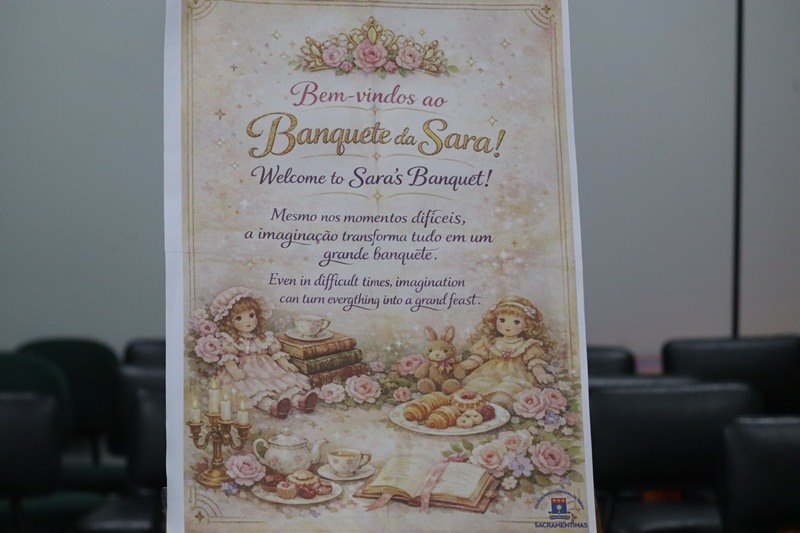 Bem-vindos ao
Banquete da Sara!
Welcome to Sara's Banquet!
Mesmo nos momentos difíceis,
a imaginação transforma tudo em um
grande banquete.
Even in difficult times, imagination
can turn everything into a grand feast.
SACRAMENTINAS